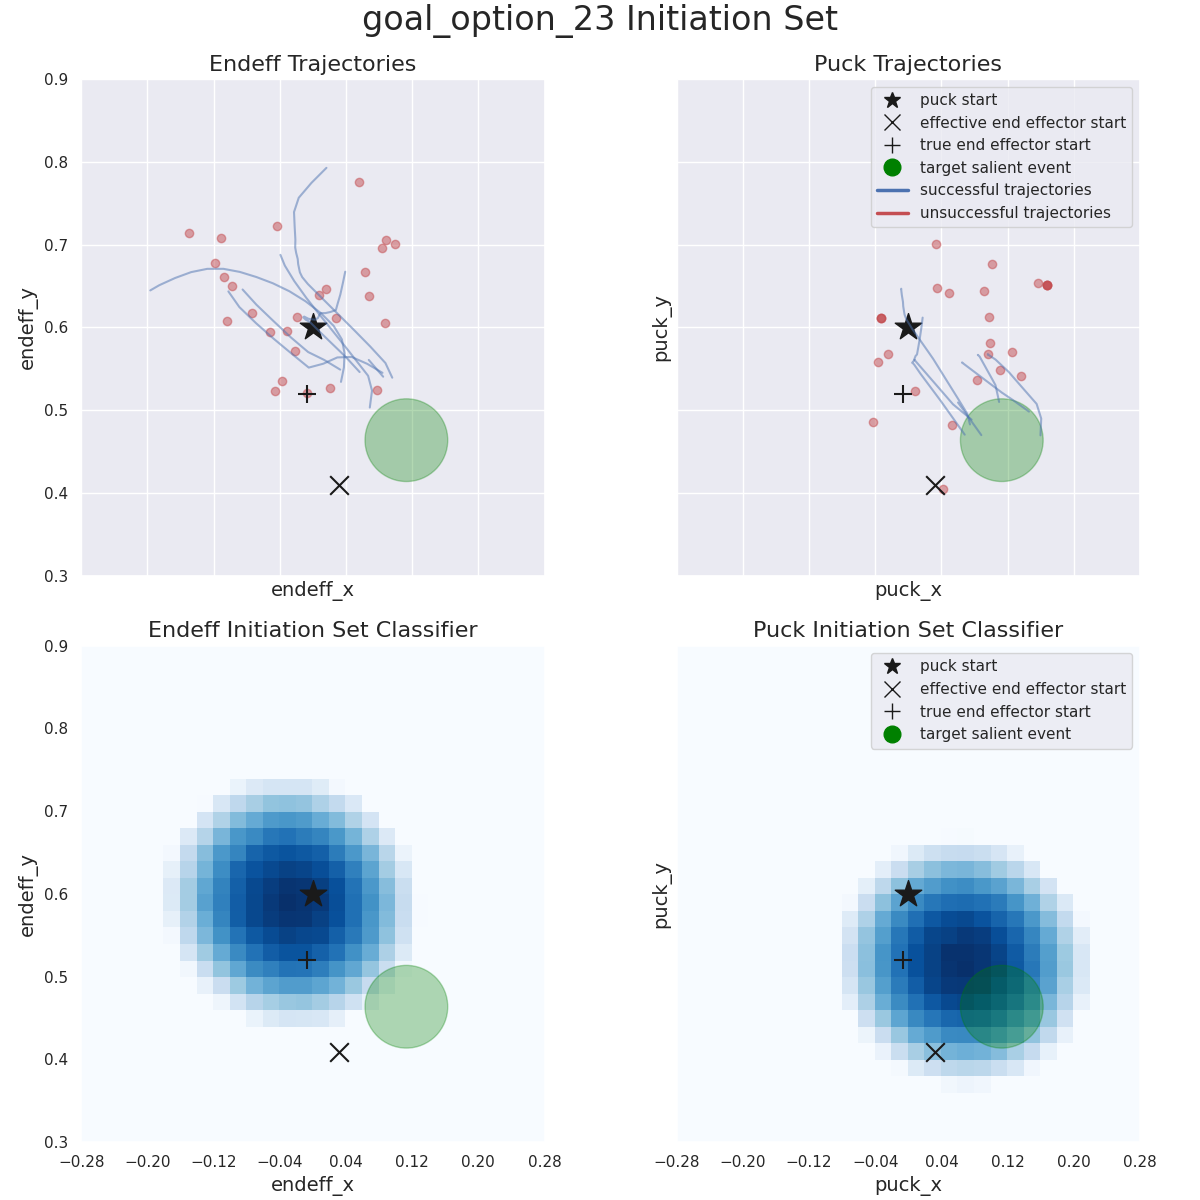 goal_option_23 Initiation Set
Endeff Trajectories
0.9
0.8
0.7
0.6
0.5
0.4
0.3
endeff_y
endeff_x
Puck Trajectories
puck start
effective end effector start
true end effector start
target salient event
successful trajectories
unsuccessful trajectories
puck_y
puck_x
Endeff Initiation Set Classifier
0.9
0.8
0.7
0.6
0.5
0.4
0.3
endeff_y
−0.28 −0.20 −0.12 −0.04 0.04 0.12 0.20 0.28
endeff_x
Puck Initiation Set Classifier
puck start
effective end effector start
true end effector start
target salient event
puck_y
−0.28 −0.20 −0.12 −0.04 0.04 0.12 0.20 0.28
puck_x